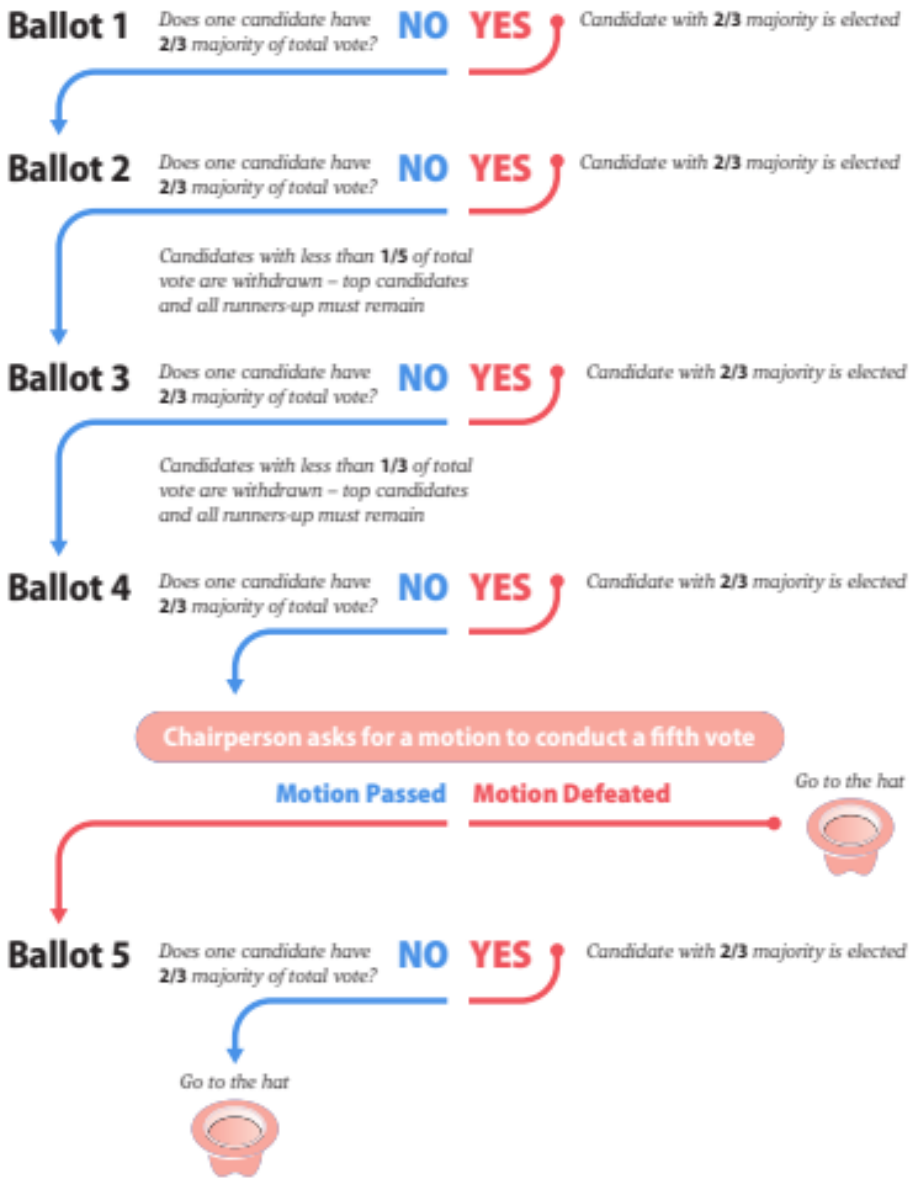 Ballot 1
Does one candidate have
2/3 majority of total vote?
NO YES
Candidate with 2/3 majority is elected
Ballot 2
Does one candidate have
2/3 majority of total vote?
NO YES
Candidate with 2/3 majority is elected
Candidates with less than 1/5 of total
vote are withdrawn – top candidates
and all runners-up must remain
Ballot 3
Does one candidate have
2/3 majority of total vote?
NO YES
Candidate with 2/3 majority is elected
Candidates with less than 1/3 of total
vote are withdrawn – top candidates
and all runners-up must remain
Ballot 4
Does one candidate have
2/3 majority of total vote?
NO YES
Candidate with 2/3 majority is elected
Chairperson asks for a motion to conduct a fifth vote
Motion Passed Motion Defeated
Go to the hat
Ballot 5
Does one candidate have
2/3 majority of total vote?
NO YES
Candidate with 2/3 majority is elected
Go to the hat